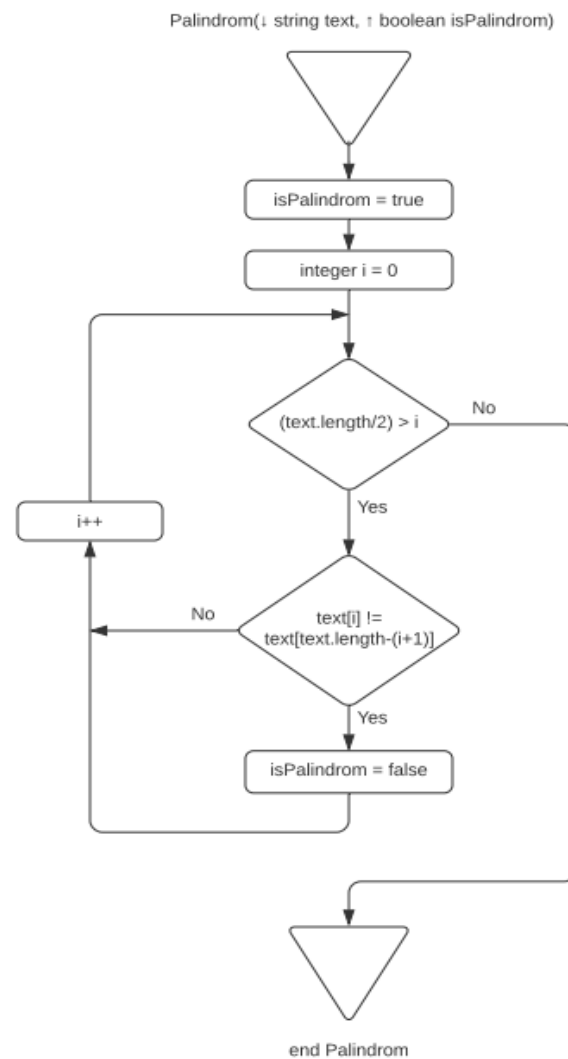 Palindrom(↓ string text, ↑ boolean isPalindrom)
isPalindrom = true
integer i = 0
(text.length/2) > i
No
Yes
i++
text[i] !=
text[text.length-(i+1)]
No
Yes
isPalindrom = false
end Palindrom